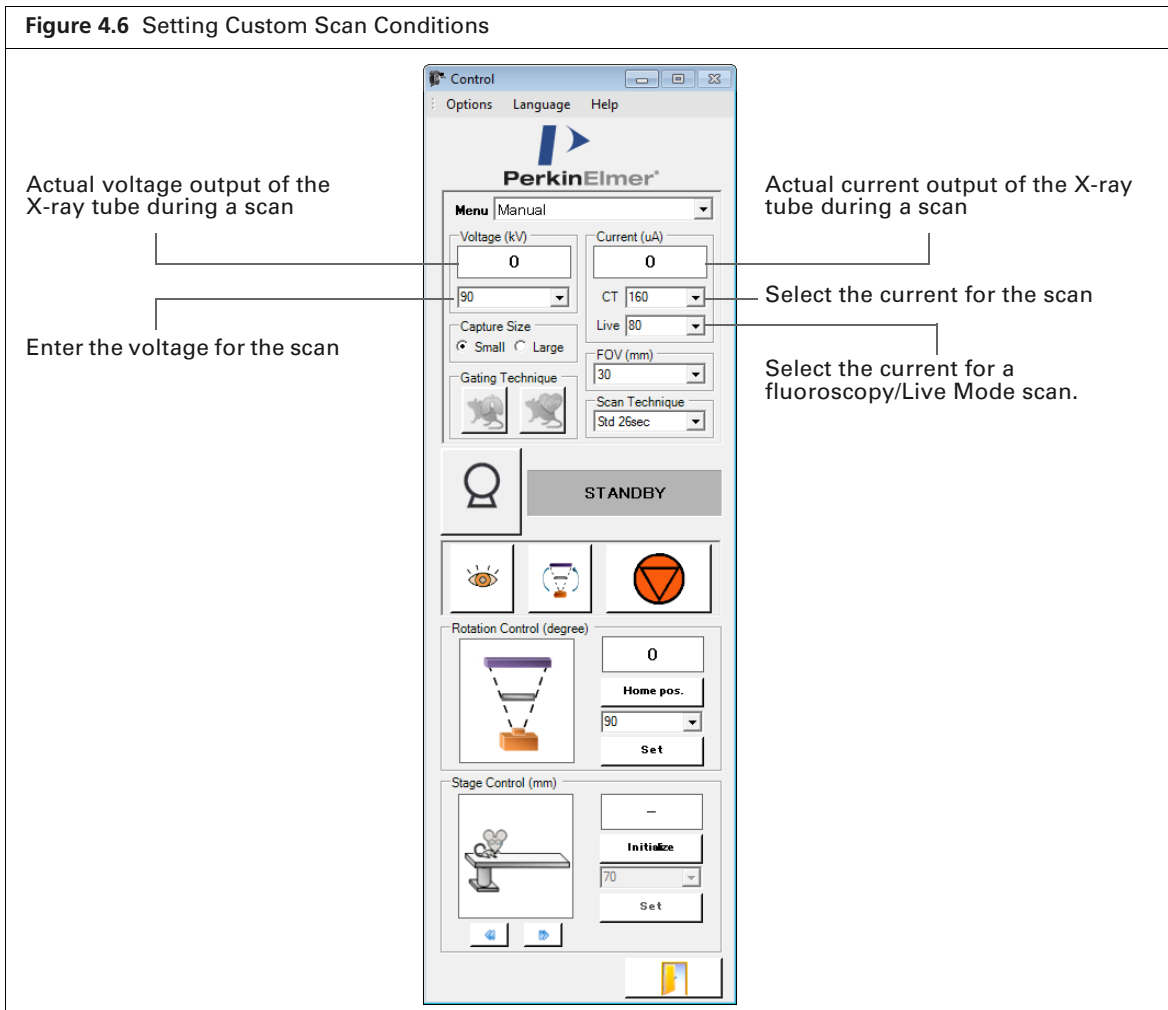 Figure 4.6 Setting Custom Scan Conditions
Control
Options Language Help
PerkinElmer®
Actual voltage output of the
X-ray tube during a scan
Actual current output of the X-ray
tube during a scan
Menu Manual
Voltage (kV)
0
Current (uA)
0
90
CT 160
Select the current for the scan
Enter the voltage for the scan
Live 80
Select the current for a
fluoroscopy/Live Mode scan.
Capture Size
Small Large
FOV (mm)
30
Gating Technique
Scan Technique
Std 26sec
STANDBY
Rotation Control (degree)
0
Home pos.
90
Set
Stage Control (mm)
–
Initialize
70
Set